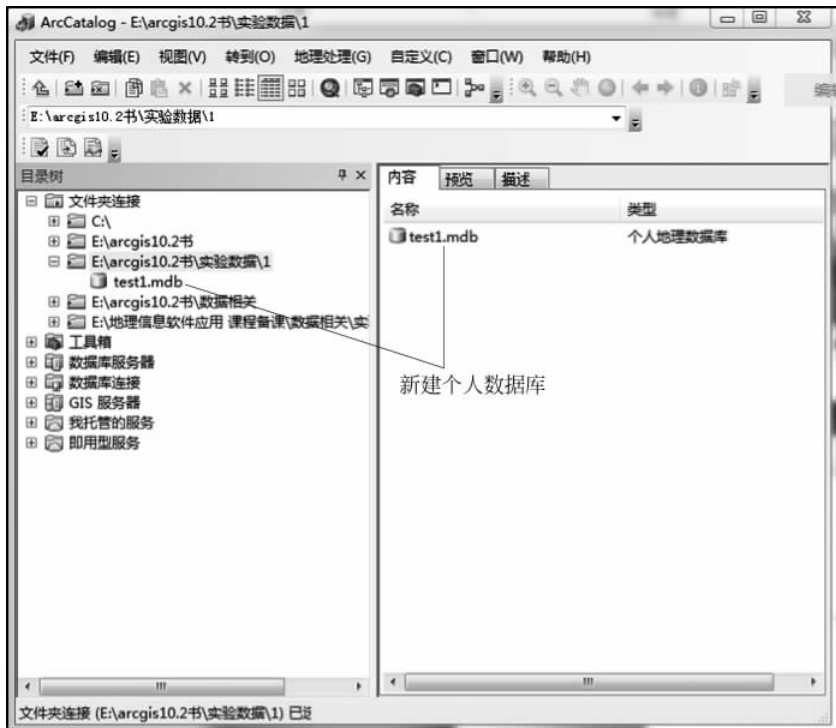 ArcCatalog - E:\arcgis10.2书\实验数据\1
文件(F) 编辑(E) 视图(V) 转到(O) 地理处理(G) 自定义(C) 窗口(W) 帮助(H)
E:\arcgis10.2书\实验数据\1
目录树
文件夹连接
C:\
E:\arcgis10.2书
E:\arcgis10.2书\实验数据\1
test1.mdb
E:\arcgis10.2书\数据相关
E:\地理信息软件应用 课程备课\数据相关\实
工具箱
数据库服务器
数据库连接
GIS 服务器
我托管的服务
即用型服务
内容 预览 描述
名称 类型
test1.mdb 个人地理数据库
新建个人数据库
文件夹连接 (E:\arcgis10.2书\实验数据\1) 已